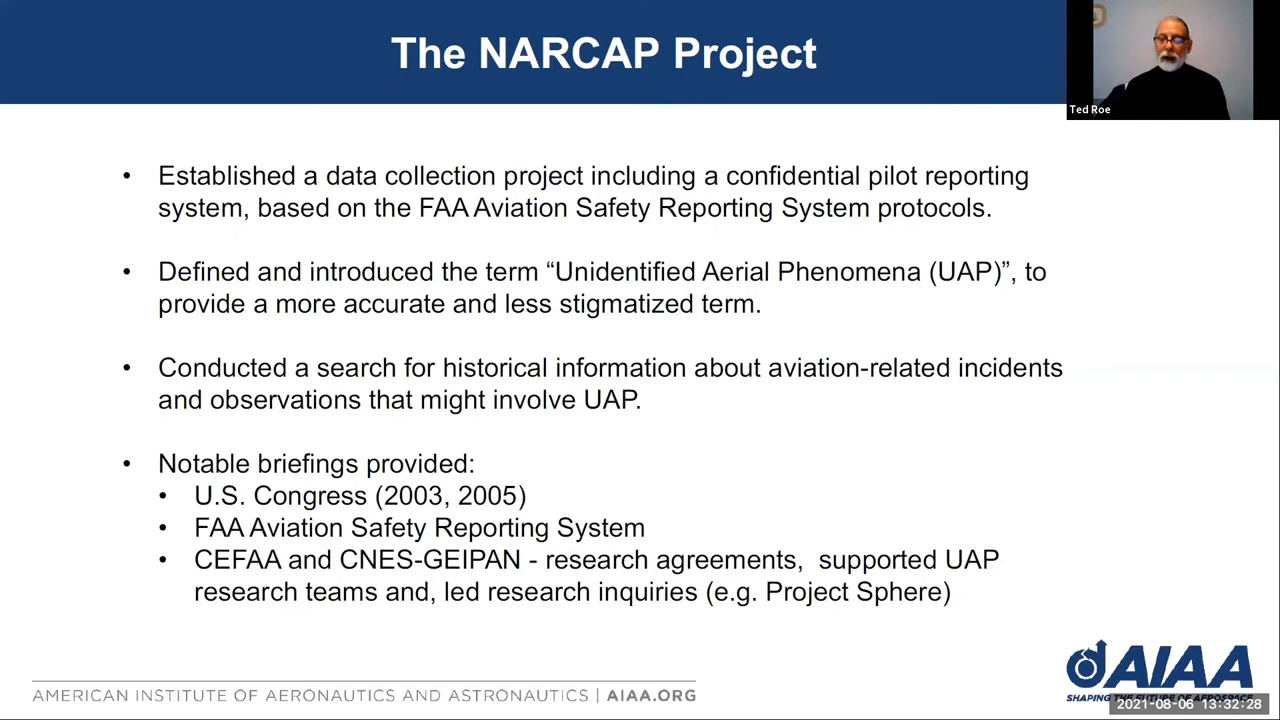 The NARCAP Project
Ted Roe
• Established a data collection project including a confidential pilot reporting
system, based on the FAA Aviation Safety Reporting System protocols.
• Defined and introduced the term “Unidentified Aerial Phenomena (UAP)”, to
provide a more accurate and less stigmatized term.
• Conducted a search for historical information about aviation-related incidents
and observations that might involve UAP.
• Notable briefings provided:
• U.S. Congress (2003, 2005)
• FAA Aviation Safety Reporting System
• CEFAA and CNES-GEIPAN - research agreements,  supported UAP
research teams and, led research inquiries (e.g. Project Sphere)
AMERICAN INSTITUTE OF AERONAUTICS AND ASTRONAUTICS | AIAA.ORG
AIAA
SHAPING THE FUTURE OF AEROSPACE
2021-08-06 13:32:28